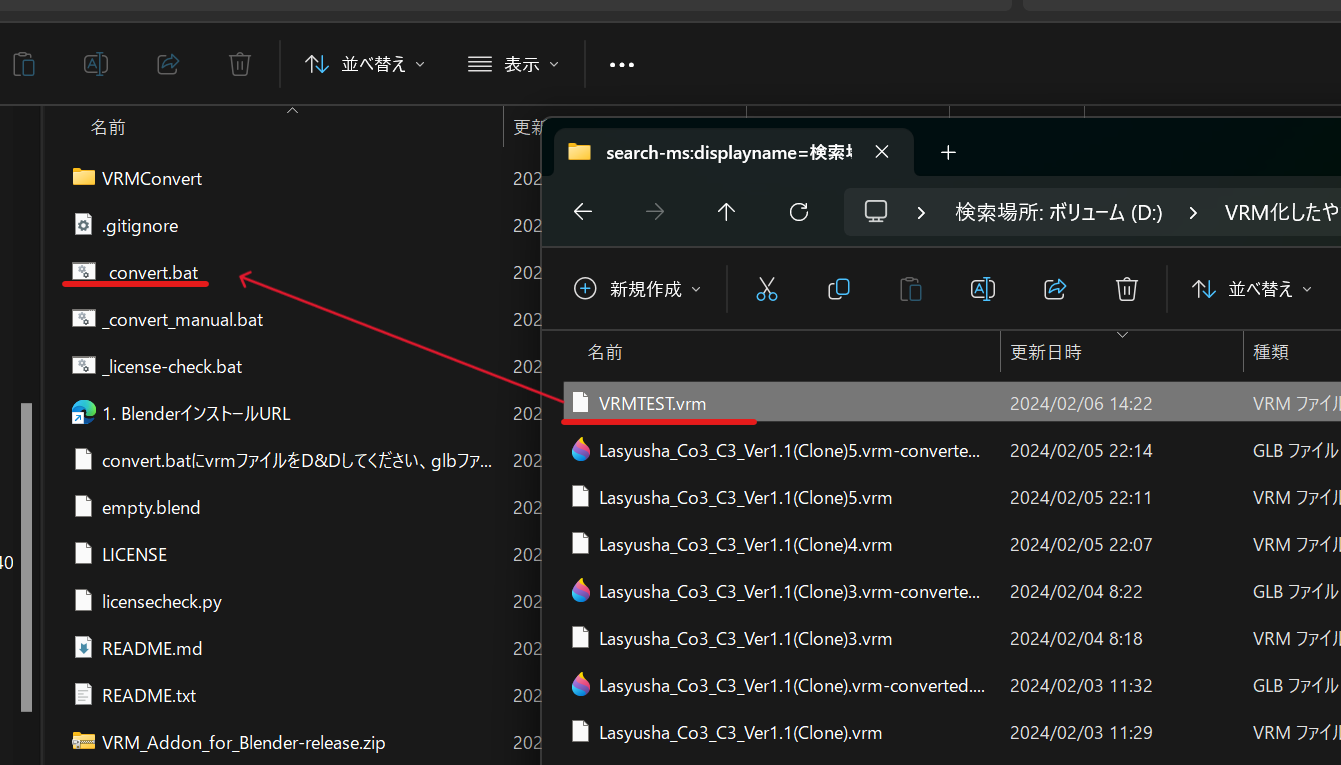 並べ替え 表示
名前 更新
VRMConvert 202
.gitignore 202
_convert.bat 202
_convert_manual.bat 202
_license-check.bat 202
1. BlenderインストールURL 202
convert.batにvrmファイルをD&Dしてください、glbファ... 202
empty.blend 202
LICENSE 202
licensecheck.py 202
README.md 202
README.txt 202
VRM_Addon_for_Blender-release.zip 202
40
search-ms:displayname=検索場
検索場所: ボリューム (D:) VRM化したや
新規作成 並べ替え
名前 更新日時 種類
VRMTEST.vrm 2024/02/06 14:22 VRM ファイル
Lasyusha_Co3_C3_Ver1.1(Clone)5.vrm-converte... 2024/02/05 22:14 GLB ファイル
Lasyusha_Co3_C3_Ver1.1(Clone)5.vrm 2024/02/05 22:11 VRM ファイル
Lasyusha_Co3_C3_Ver1.1(Clone)4.vrm 2024/02/05 22:07 VRM ファイル
Lasyusha_Co3_C3_Ver1.1(Clone)3.vrm-converte... 2024/02/04 8:22 GLB ファイル
Lasyusha_Co3_C3_Ver1.1(Clone)3.vrm 2024/02/04 8:18 VRM ファイル
Lasyusha_Co3_C3_Ver1.1(Clone).vrm-converted.... 2024/02/03 11:32 GLB ファイル
Lasyusha_Co3_C3_Ver1.1(Clone).vrm 2024/02/03 11:29 VRM ファイル